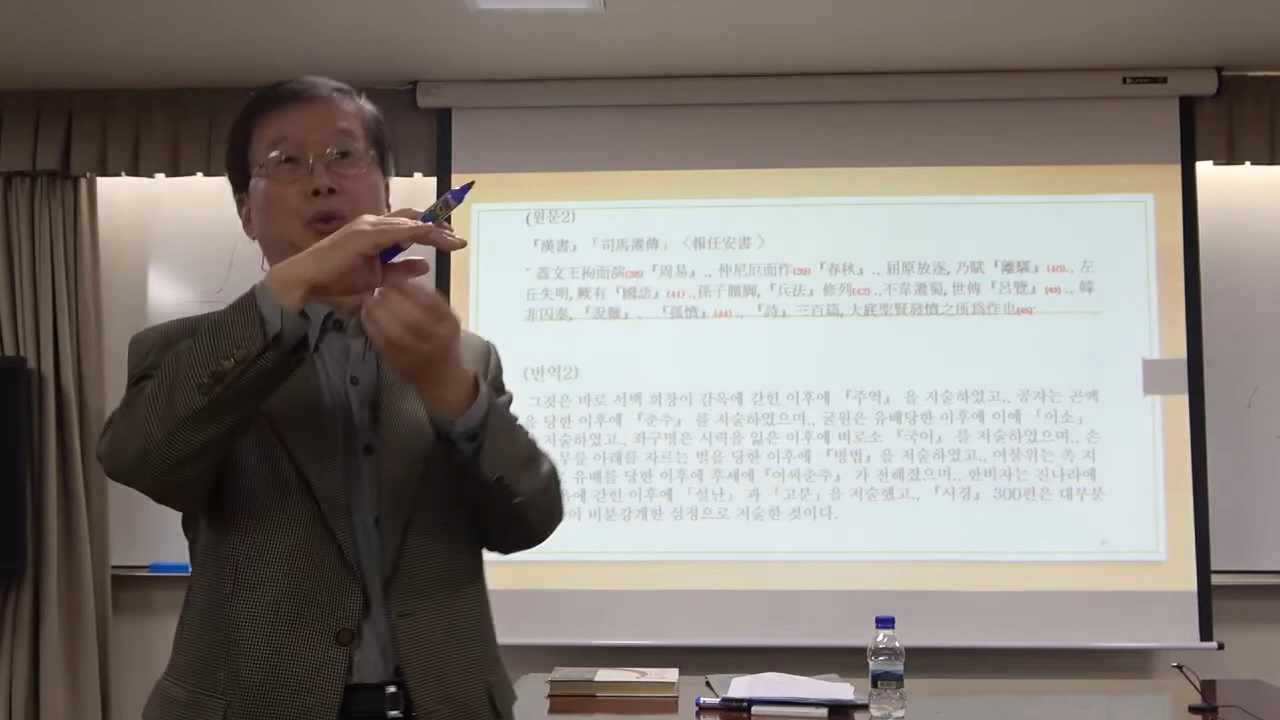 (원문2)
『漢書』「司馬遷傳」〈報任安書 〉
蓋文王拘而演(38)『周易』., 仲尼厄而作(39)『春秋』., 屈原放逐, 乃賦『離騷』(40)., 左
丘失明, 厥有『國語』(41)., 孫子臏脚, 『兵法』修列(42)., 不韋遷蜀, 世傳『呂覽』(43)., 韓
非囚秦, 『說難』、『孤憤』(44)., 『詩』三百篇, 大底聖賢發憤之所爲作也(45)"
(번역2)
그것은 바로 서백 희창이 감옥에 갇힌 이후에 『주역』 을 저술하였고,. 공자는 곤액
을 당한 이후에 『춘추』 를 저술하였으며,. 굴원은 유배당한 이후에 이에 「이소」
저술하였고,. 좌구명은 시력을 잃은 이후에 비로소 『국어』 를 저술하였으며,. 손
무릎 아래를 자르는 벌을 당한 이후에 『병법』을 저술하였고,. 여불위는 촉 지
유배를 당한 이후에 후세에『여씨춘추』 가 전해졌으며,. 한비자는 진나라에
에 갇힌 이후에 「설난」 과 「고분」을 저술했고,. 『시경』 300편은 대부분
이 비분강개한 심정으로 저술한 것이다.